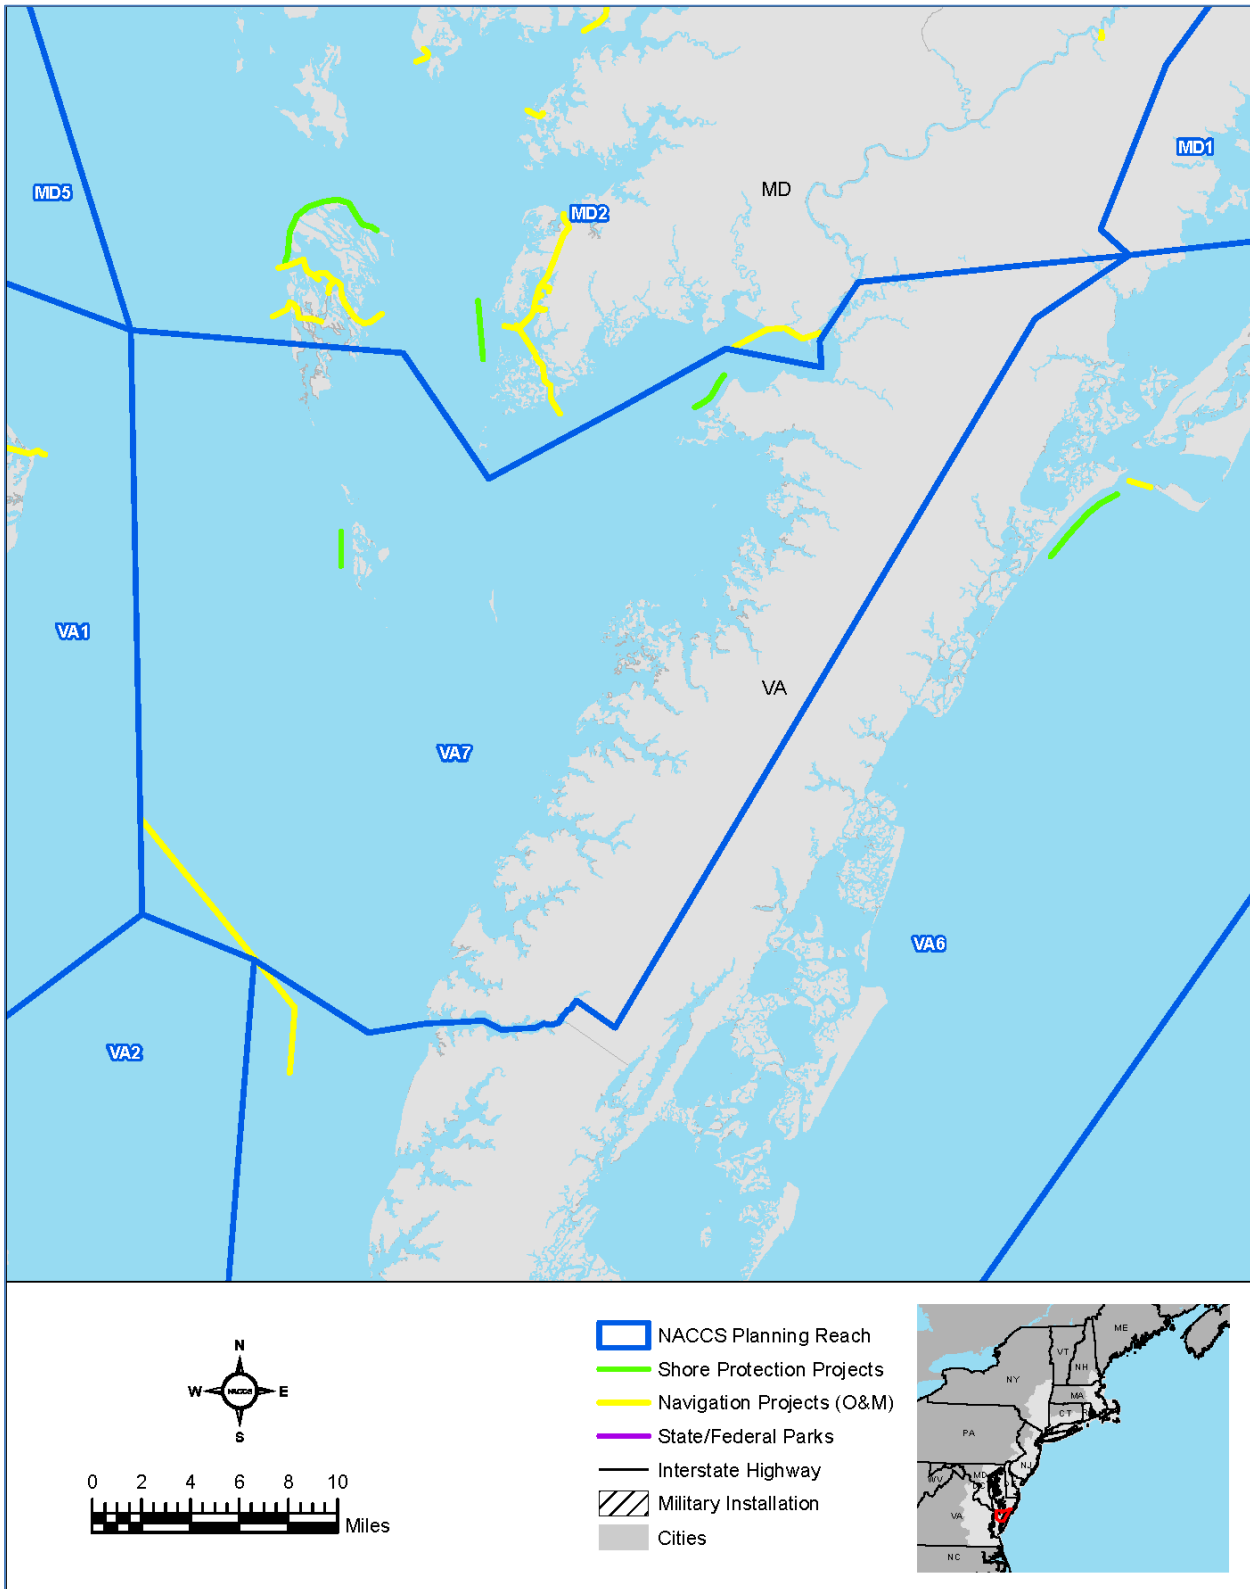 MD1
MD
MD5
MD2
VA1
VA
VA7
VA6
VA2
N
W
NACCS
E
S
0 2 4 6 8 10
Miles
NACCS Planning Reach
Shore Protection Projects
Navigation Projects (O&M)
State/Federal Parks
Interstate Highway
Military Installation
Cities
ME
VT
NH
NY
MA
CT
PA
NJ
MD
WV
VA
NC